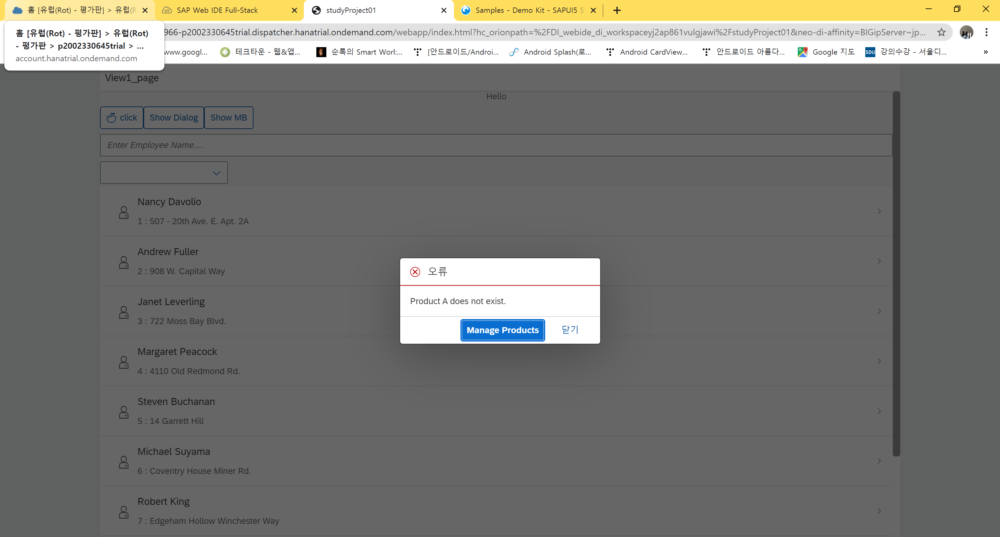 홈 [유럽(Rot) - 평가판] > 유럽(R
SAP Web IDE Full-Stack
studyProject01
Samples - Demo Kit - SAPUI5 S
홈 [유럽(Rot) - 평가판] > 유럽(Rot)
- 평가판 > p2002330645trial > ...
account.hanatrial.ondemand.com
966-p2002330645trial.dispatcher.hanatrial.ondemand.com/webapp/index.html?hc_orionpath=%2FDI_webide_di_workspaceyj2ap861vulgjawi%2FstudyProject01&neo-di-affinity=BIGipServer~jp...
www.googl...
테크타운 - 웹&앱...
순록의 Smart Worl:...
[안드로이드/Androi...
Android Splash(로...
Android CardView...
안드로이드 아름다...
Google 지도
SDU
강의수강 - 서울디...
»
View1_page
Hello
click
Show Dialog
Show MB
Enter Employee Name....
Nancy Davolio
1 : 507 - 20th Ave. E. Apt. 2A
Andrew Fuller
2 : 908 W. Capital Way
Janet Leverling
3 : 722 Moss Bay Blvd.
Margaret Peacock
4 : 4110 Old Redmond Rd.
Steven Buchanan
5 : 14 Garrett Hill
Michael Suyama
6 : Coventry House Miner Rd.
Robert King
7 : Edgeham Hollow Winchester Way
오류
Product A does not exist.
Manage Products
닫기